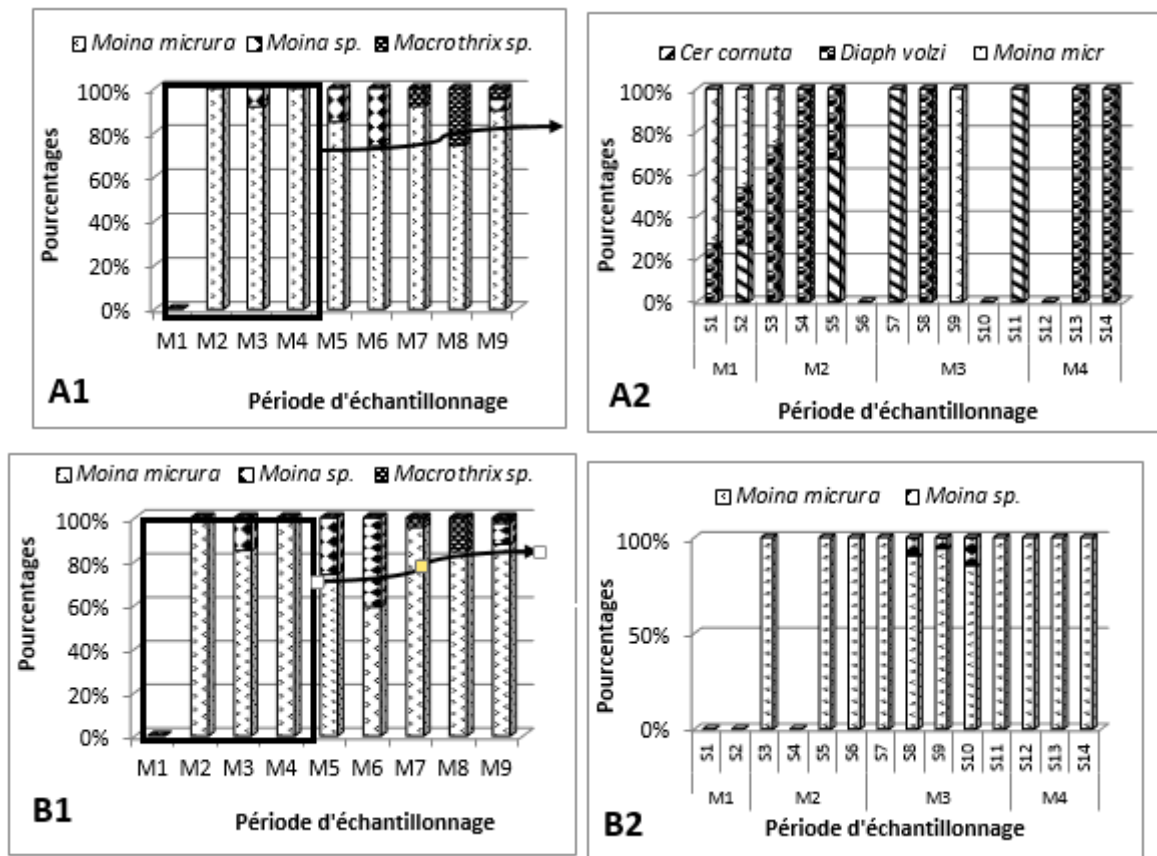 Moina micrura Moina sp. Macrothrix sp.
Pourcentages
100%
80%
60%
40%
20%
0%
M1 M2 M3 M4 M5 M6 M7 M8 M9
A1
Période d'échantillonnage
Cer cornuta Diaph volzi Moina micr
Pourcentages
100%
80%
60%
40%
20%
0%
S1 S2 S3 S4 S5 S6 S7 S8 S9 S10 S11 S12 S13 S14
M1 M2 M3 M4
A2
Période d'échantillonnage
Moina micrura Moina sp. Macrothrix sp.
Pourcentages
100%
80%
60%
40%
20%
0%
M1 M2 M3 M4 M5 M6 M7 M8 M9
B1
Période d'échantillonnage
Moina micrura Moina sp.
Pourcentages
100%
50%
0%
S1 S2 S3 S4 S5 S6 S7 S8 S9 S10 S11 S12 S13 S14
M1 M2 M3 M4
B2
Période d'échantillonnage